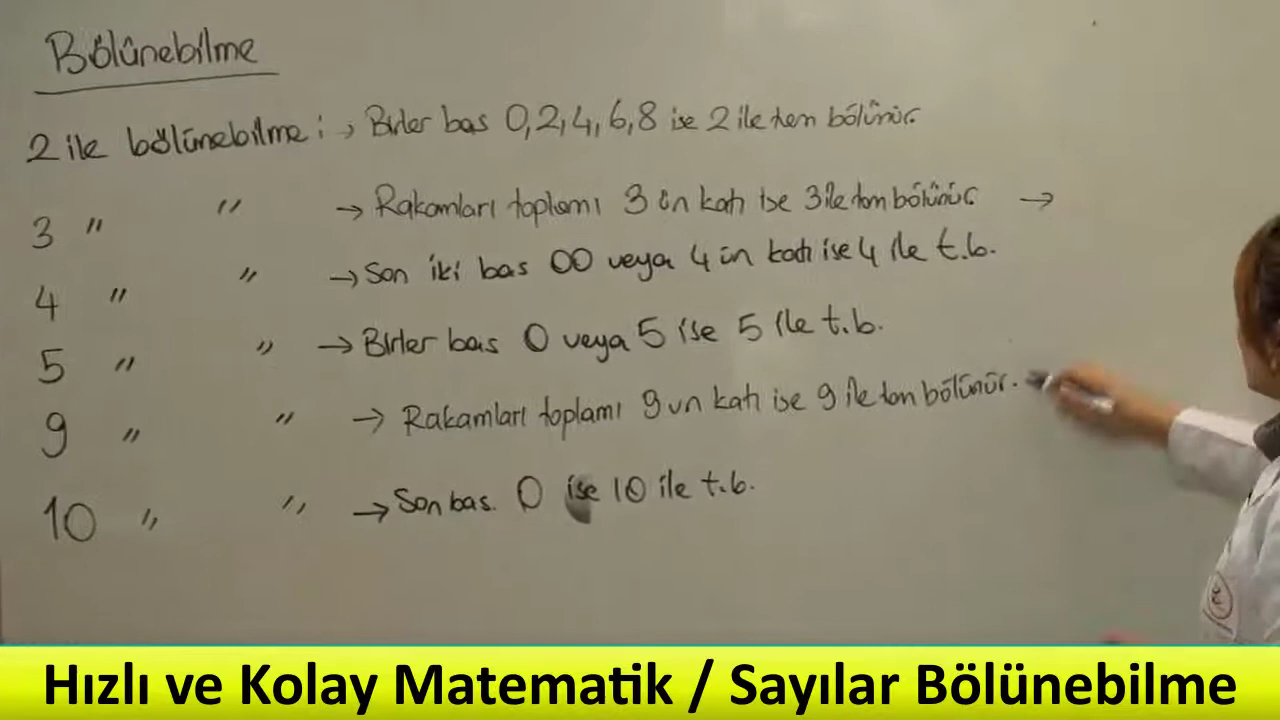 Bölünebilme
2 ile bölünebilme : → Birler bas 0,2,4,6,8 ise 2 ile tam bölünür.
3 " " → Rakamları toplamı 3 ün katı ise 3 ile tam bölünür. →
4 " " → Son iki bas 00 veya 4 ün katı ise 4 ile t.b.
5 " " → Birler bas 0 veya 5 ise 5 ile t.b.
9 " " → Rakamları toplamı 9 un katı ise 9 ile tam bölünür.
10 " " → Son bas. 0 ise 10 ile t.b.
Hızlı ve Kolay Matematik / Sayılar Bölünebilme